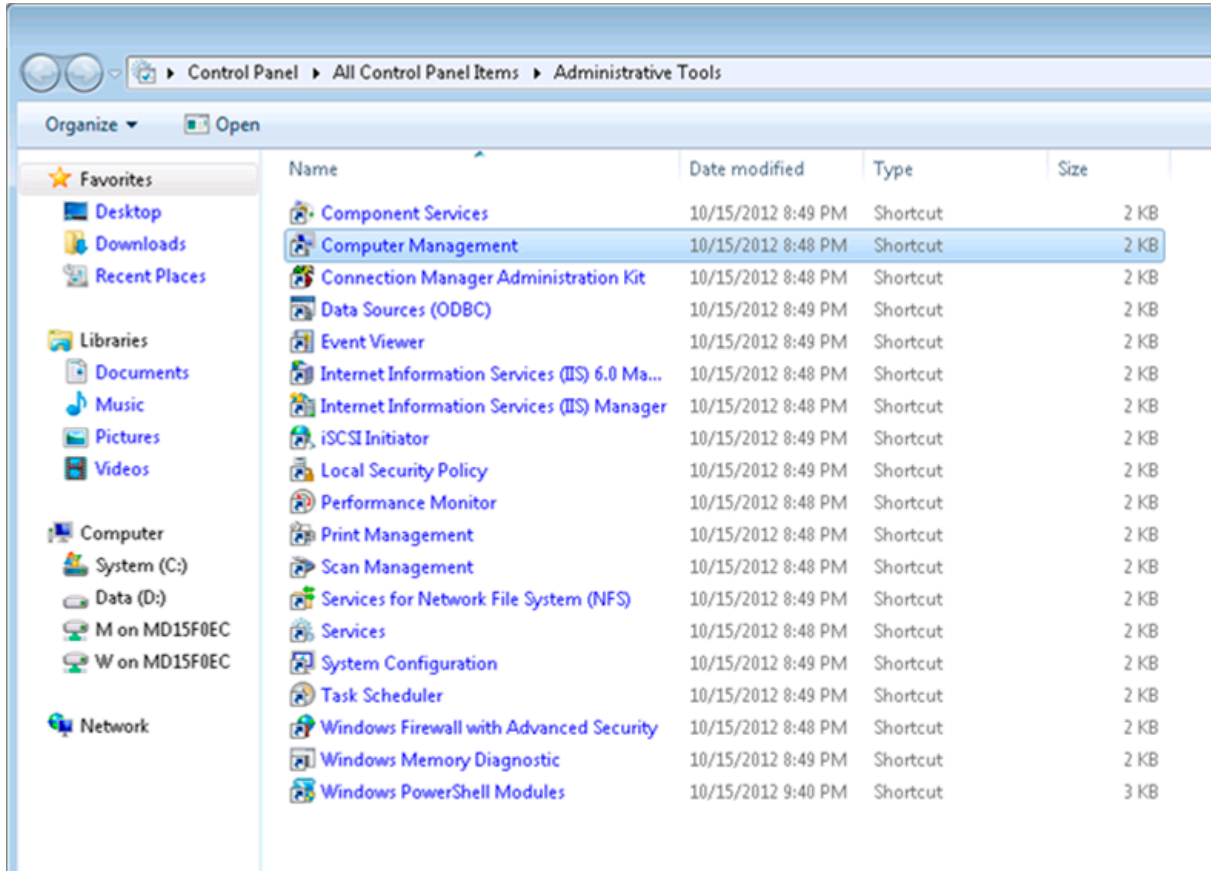 Control Panel All Control Panel Items Administrative Tools
Organize Open
Favorites
Desktop
Downloads
Recent Places
Libraries
Documents
Music
Pictures
Videos
Computer
System (C:)
Data (D:)
M on MD15F0EC
W on MD15F0EC
Network
Name Date modified Type Size
Component Services 10/15/2012 8:49 PM Shortcut 2 KB
Computer Management 10/15/2012 8:48 PM Shortcut 2 KB
Connection Manager Administration Kit 10/15/2012 8:48 PM Shortcut 2 KB
Data Sources (ODBC) 10/15/2012 8:49 PM Shortcut 2 KB
Event Viewer 10/15/2012 8:49 PM Shortcut 2 KB
Internet Information Services (IIS) 6.0 Ma... 10/15/2012 8:48 PM Shortcut 2 KB
Internet Information Services (IIS) Manager 10/15/2012 8:48 PM Shortcut 2 KB
iSCSI Initiator 10/15/2012 8:49 PM Shortcut 2 KB
Local Security Policy 10/15/2012 8:49 PM Shortcut 2 KB
Performance Monitor 10/15/2012 8:48 PM Shortcut 2 KB
Print Management 10/15/2012 8:48 PM Shortcut 2 KB
Scan Management 10/15/2012 8:48 PM Shortcut 2 KB
Services for Network File System (NFS) 10/15/2012 8:49 PM Shortcut 2 KB
Services 10/15/2012 8:48 PM Shortcut 2 KB
System Configuration 10/15/2012 8:49 PM Shortcut 2 KB
Task Scheduler 10/15/2012 8:49 PM Shortcut 2 KB
Windows Firewall with Advanced Security 10/15/2012 8:48 PM Shortcut 2 KB
Windows Memory Diagnostic 10/15/2012 8:49 PM Shortcut 2 KB
Windows PowerShell Modules 10/15/2012 9:40 PM Shortcut 3 KB